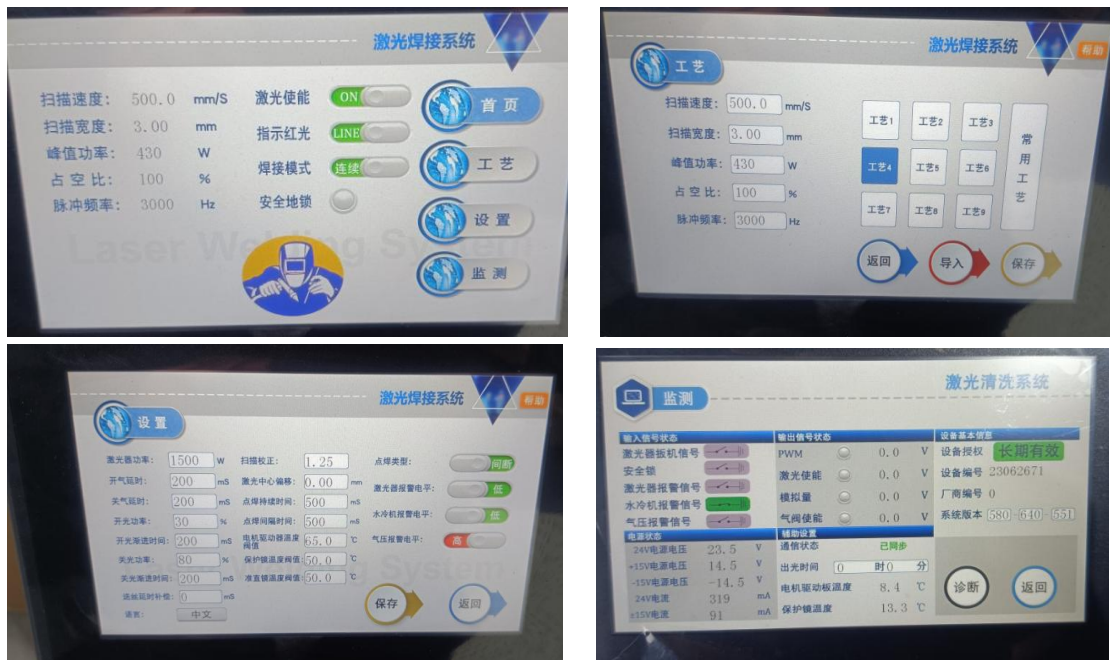 激光焊接系统
扫描速度： 500.0 mm/S 激光使能 ON 首页
扫描宽度： 3.00 mm 指示红光 LINE
峰值功率： 430 W 焊接模式 连续 工艺
占空比： 100 % 安全地锁
脉冲频率： 3000 Hz 设置
Laser Welding System
监测
激光焊接系统 帮助
工艺
扫描速度： 500.0 mm/S 工艺1 工艺2 工艺3 常用工艺
扫描宽度： 3.00 mm
峰值功率： 430 W 工艺4 工艺5 工艺6
占空比： 100 %
脉冲频率： 3000 Hz 工艺7 工艺8 工艺9
返回 导入 保存
激光焊接系统 帮助
设置
激光器功率： 1500 W 扫描校正： 1.25 点焊类型： 间断
开气延时： 200 mS 激光中心偏移： 0.00 mm 激光器报警电平： 低
关气延时： 200 mS 点焊持续时间： 500 mS
开光功率： 30 % 点焊间隔时间： 500 mS 水冷机报警电平： 低
开光渐进时间： 200 mS 电机驱动器温度阈值 65.0 ℃ 气压报警电平： 高
关光功率： 80 % 保护镜温度阀值： 50.0 ℃
关光渐退时间： 200 mS 准直镜温度阀值： 50.0 ℃
送丝延时补偿： 0 mS
语言： 中文 保存 返回
激光清洗系统
监测
输入信号状态 输出信号状态 设备基本信息
激光器扳机信号 PWM 0.0 V 设备授权 长期有效
安全锁 激光使能 0.0 V 设备编号 23062671
激光器报警信号 模拟量 0.0 V 厂商编号 0
水冷机报警信号 气阀使能 0.0 V 系统版本 580-640-551
气压报警信号
电源状态 辅助设置
24V电源电压 23.5 V 通信状态 已同步
+15V电源电压 14.5 V 出光时间 0 时 0 分
-15V电源电压 -14.5 V 电机驱动板温度 8.4 ℃
24V电流 319 mA 保护镜温度 13.3 ℃
±15V电流 91 mA 诊断 返回